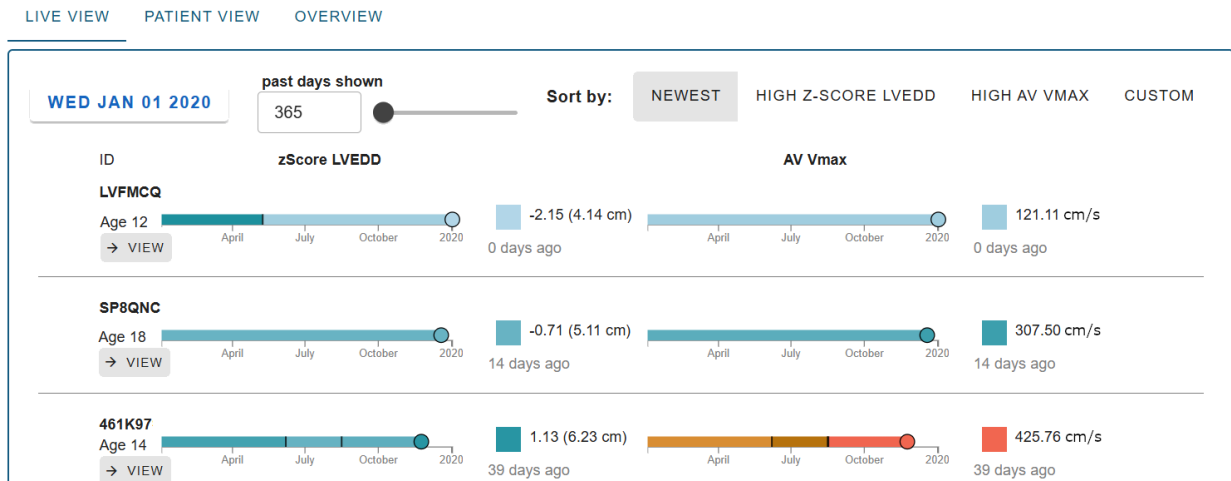 LIVE VIEW PATIENT VIEW OVERVIEW
past days shown
WED JAN 01 2020 365 Sort by: NEWEST HIGH Z-SCORE LVEDD HIGH AV VMAX CUSTOM
ID zScore LVEDD AV Vmax
LVFMCQ
Age 12 -2.15 (4.14 cm) 121.11 cm/s
April July October 2020 April July October 2020
→ VIEW 0 days ago 0 days ago
SP8QNC
Age 18 -0.71 (5.11 cm) 307.50 cm/s
April July October 2020 April July October 2020
→ VIEW 14 days ago 14 days ago
461K97
Age 14 1.13 (6.23 cm) 425.76 cm/s
April July October 2020 April July October 2020
→ VIEW 39 days ago 39 days ago